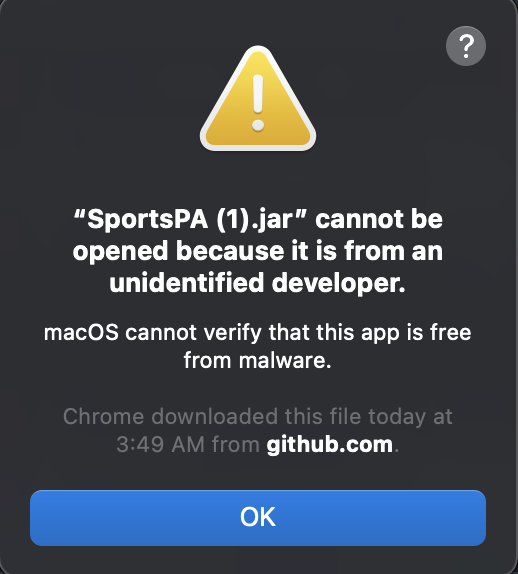 ?
“SportsPA (1).jar” cannot be
opened because it is from an
unidentified developer.
macOS cannot verify that this app is free
from malware.
Chrome downloaded this file today at
3:49 AM from github.com.
OK